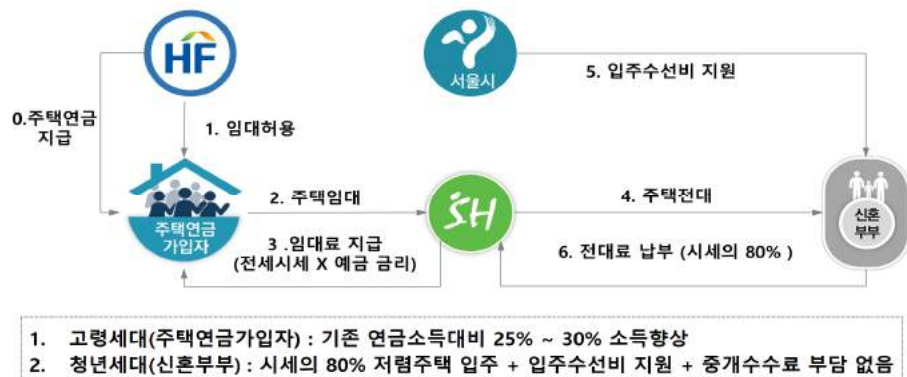 HF
서울시
5. 입주수선비 지원
0.주택연금
지급
1. 임대허용
주택연금
가입자
2. 주택임대
SH
4. 주택전대
신혼
부부
3 .임대료 지급
(전세시세 X 예금 금리)
6. 전대료 납부 (시세의 80% )
1. 고령세대(주택연금가입자) : 기존 연금소득대비 25% ~ 30% 소득향상
2. 청년세대(신혼부부) : 시세의 80% 저렴주택 입주 + 입주수선비 지원 + 중개수수료 부담 없음